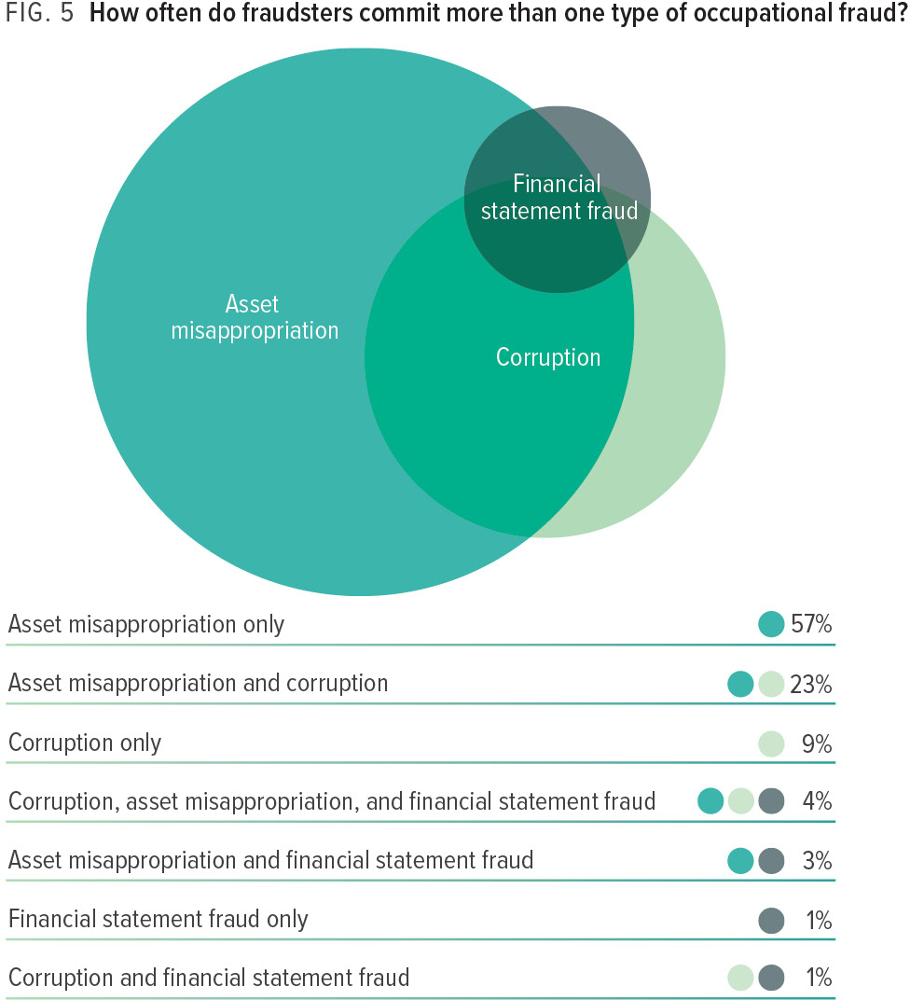 FIG. 5 How often do fraudsters commit more than one type of occupational fraud?
Financial
statement fraud
Asset
misappropriation
Corruption
Asset misappropriation only 57%
Asset misappropriation and corruption 23%
Corruption only 9%
Corruption, asset misappropriation, and financial statement fraud 4%
Asset misappropriation and financial statement fraud 3%
Financial statement fraud only 1%
Corruption and financial statement fraud 1%